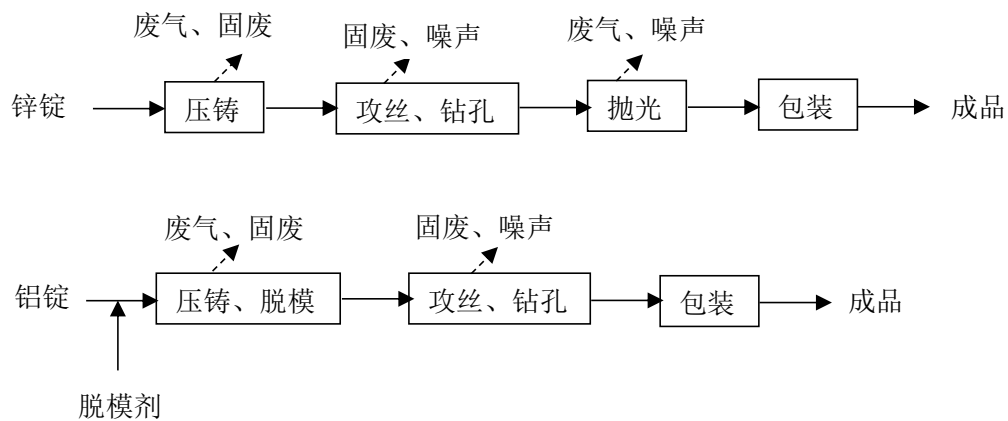 废气、固废
固废、噪声
废气、噪声
锌锭
压铸
攻丝、钻孔
抛光
包装
成品
废气、固废
固废、噪声
铝锭
压铸、脱模
攻丝、钻孔
包装
成品
脱模剂